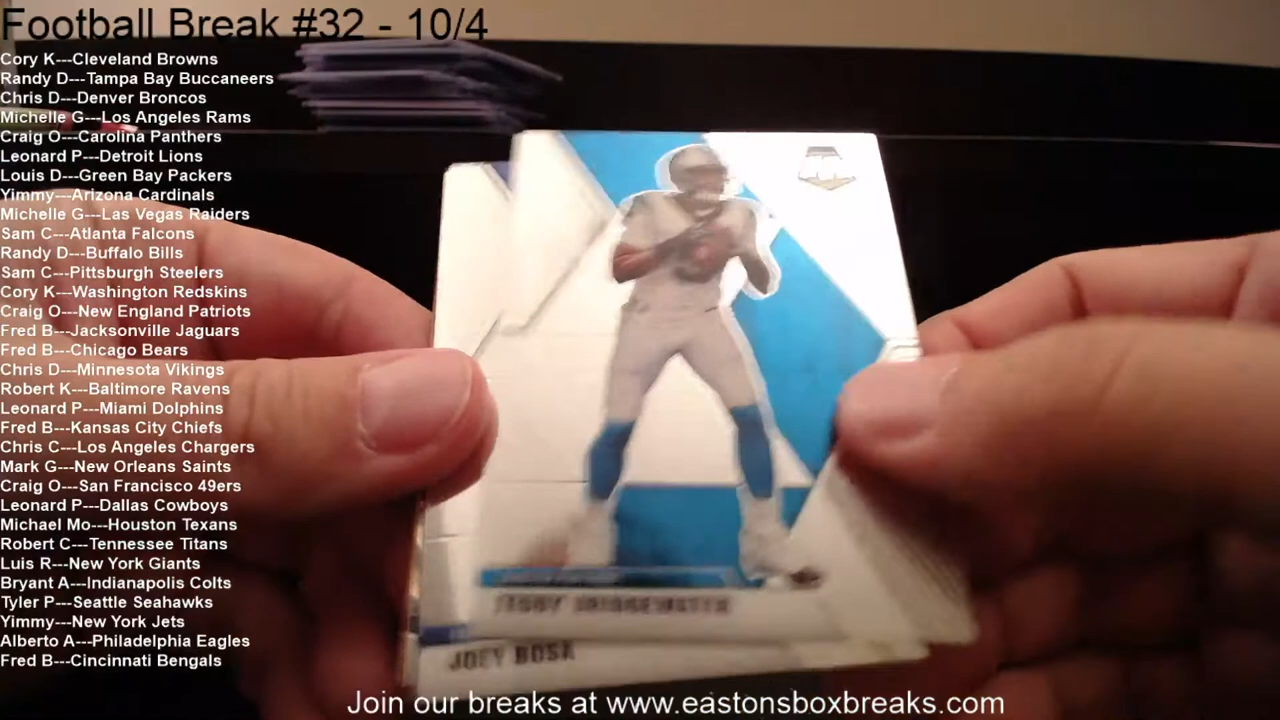 Football Break #32 - 10/4
Cory K---Cleveland Browns
Randy D---Tampa Bay Buccaneers
Chris D---Denver Broncos
Michelle G---Los Angeles Rams
Craig O---Carolina Panthers
Leonard P---Detroit Lions
Louis D---Green Bay Packers
Yimmy---Arizona Cardinals
Michelle G---Las Vegas Raiders
Sam C---Atlanta Falcons
Randy D---Buffalo Bills
Sam C---Pittsburgh Steelers
Cory K---Washington Redskins
Craig O---New England Patriots
Fred B---Jacksonville Jaguars
Fred B---Chicago Bears
Chris D---Minnesota Vikings
Robert K---Baltimore Ravens
Leonard P---Miami Dolphins
Fred B---Kansas City Chiefs
Chris C---Los Angeles Chargers
Mark G---New Orleans Saints
Craig O---San Francisco 49ers
Leonard P---Dallas Cowboys
Michael Mo---Houston Texans
Robert C---Tennessee Titans
Luis R---New York Giants
Bryant A---Indianapolis Colts
Tyler P---Seattle Seahawks
Yimmy---New York Jets
Alberto A---Philadelphia Eagles
Fred B---Cincinnati Bengals
TEDDY BRIDGEWATER
JOEY BOSA
Join our breaks at www.eastonsboxbreaks.com